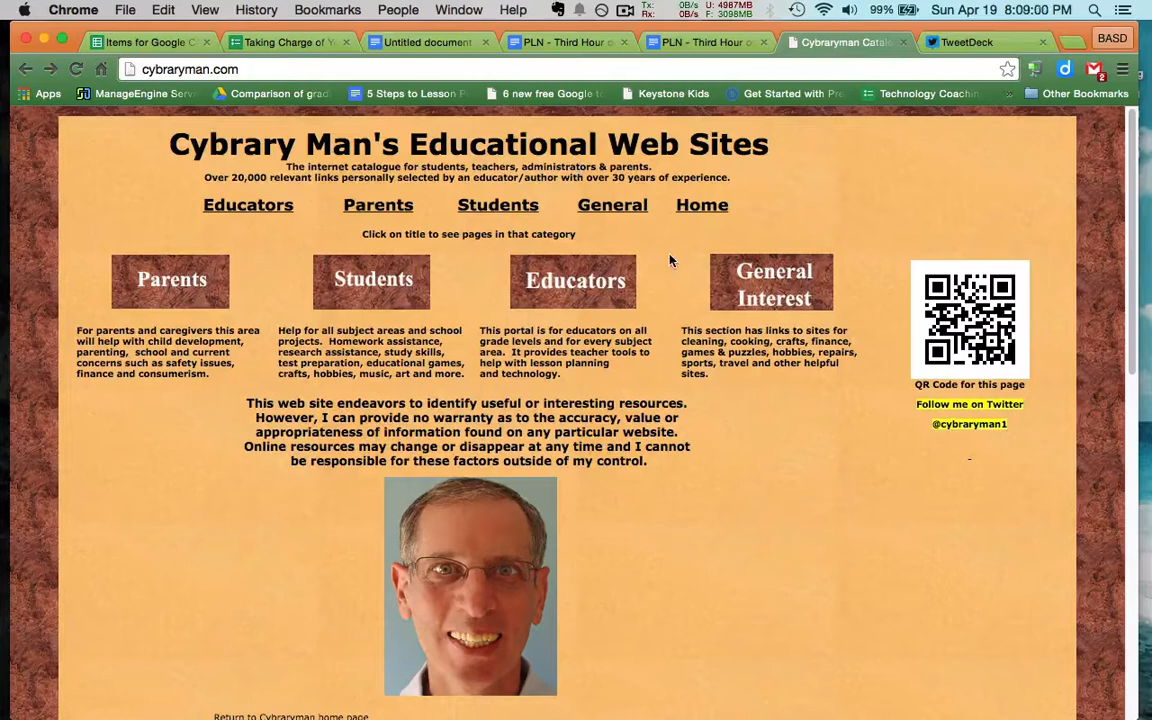 Chrome File Edit View History Bookmarks People Window Help
Tx: 0B/s U: 4987MB
Rx: 0B/s F: 3098MB
99% Sun Apr 19 8:09:00 PM
Items for Google C
Taking Charge of Y
Untitled document
PLN - Third Hour o
PLN - Third Hour o
Cybraryman Catal
TweetDeck
BASD
cybraryman.com
2
Apps
ManageEngine Serv
Comparison of grad
5 Steps to Lesson P
6 new free Google t
Keystone Kids
Get Started with Pr
Technology Coachin
»
Other Bookmarks
Cybrary Man's Educational Web Sites
The internet catalogue for students, teachers, administrators & parents.
Over 20,000 relevant links personally selected by an educator/author with over 30 years of experience.
Educators Parents Students General Home
Click on title to see pages in that category
Parents
For parents and caregivers this area
will help with child development,
parenting, school and current
concerns such as safety issues,
finance and consumerism.
Students
Help for all subject areas and school
projects. Homework assistance,
research assistance, study skills,
test preparation, educational games,
crafts, hobbies, music, art and more.
Educators
This portal is for educators on all
grade levels and for every subject
area. It provides teacher tools to
help with lesson planning
and technology.
General
Interest
This section has links to sites for
cleaning, cooking, crafts, finance,
games & puzzles, hobbies, repairs,
sports, travel and other helpful
sites.
QR Code for this page
Follow me on Twitter
@cybraryman1
-
This web site endeavors to identify useful or interesting resources.
However, I can provide no warranty as to the accuracy, value or
appropriateness of information found on any particular website.
Online resources may change or disappear at any time and I cannot
be responsible for these factors outside of my control.
Return to Cybraryman home page